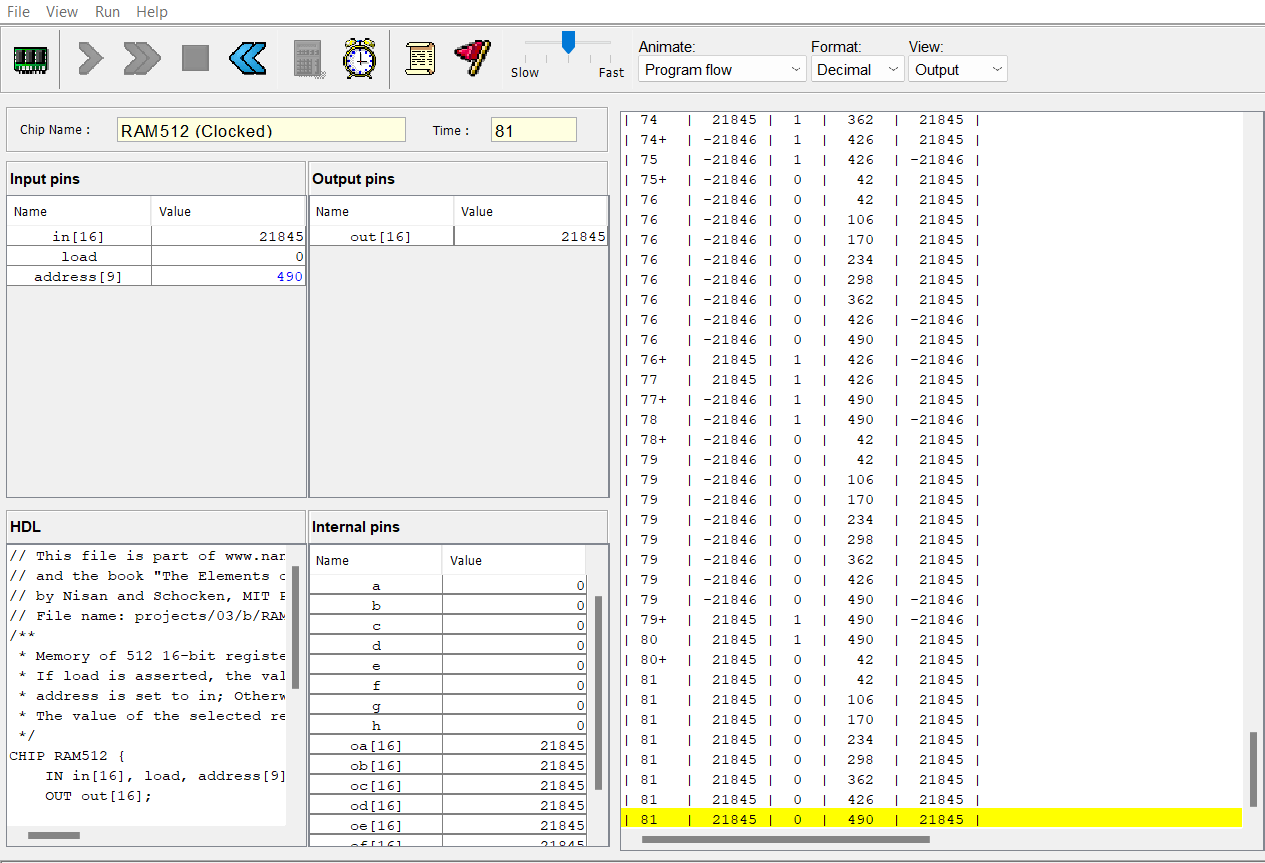 File View Run Help
Slow Fast
Animate: Format: View:
Program flow Decimal Output
Chip Name : RAM512 (Clocked) Time : 81
Input pins
Name Value
in[16] 21845
load 0
address[9] 490
Output pins
Name Value
out[16] 21845
HDL
// This file is part of www.nan
// and the book "The Elements o
// by Nisan and Schocken, MIT P
// File name: projects/03/b/RAM
/**
* Memory of 512 16-bit registe
* If load is asserted, the val
* address is set to in; Otherw
* The value of the selected re
*/
CHIP RAM512 {
IN in[16], load, address[9]
OUT out[16];
Internal pins
Name Value
a 0
b 0
c 0
d 0
e 0
f 0
g 0
h 0
oa[16] 21845
ob[16] 21845
oc[16] 21845
od[16] 21845
oe[16] 21845
of[16] 21845
| 74 | 21845 | 1 | 362 | 21845 |
| 74+ | -21846 | 1 | 426 | 21845 |
| 75 | -21846 | 1 | 426 | -21846 |
| 75+ | -21846 | 0 | 42 | 21845 |
| 76 | -21846 | 0 | 42 | 21845 |
| 76 | -21846 | 0 | 106 | 21845 |
| 76 | -21846 | 0 | 170 | 21845 |
| 76 | -21846 | 0 | 234 | 21845 |
| 76 | -21846 | 0 | 298 | 21845 |
| 76 | -21846 | 0 | 362 | 21845 |
| 76 | -21846 | 0 | 426 | -21846 |
| 76 | -21846 | 0 | 490 | 21845 |
| 76+ | 21845 | 1 | 426 | -21846 |
| 77 | 21845 | 1 | 426 | 21845 |
| 77+ | -21846 | 1 | 490 | 21845 |
| 78 | -21846 | 1 | 490 | -21846 |
| 78+ | -21846 | 0 | 42 | 21845 |
| 79 | -21846 | 0 | 42 | 21845 |
| 79 | -21846 | 0 | 106 | 21845 |
| 79 | -21846 | 0 | 170 | 21845 |
| 79 | -21846 | 0 | 234 | 21845 |
| 79 | -21846 | 0 | 298 | 21845 |
| 79 | -21846 | 0 | 362 | 21845 |
| 79 | -21846 | 0 | 426 | 21845 |
| 79 | -21846 | 0 | 490 | -21846 |
| 79+ | 21845 | 1 | 490 | -21846 |
| 80 | 21845 | 1 | 490 | 21845 |
| 80+ | 21845 | 0 | 42 | 21845 |
| 81 | 21845 | 0 | 42 | 21845 |
| 81 | 21845 | 0 | 106 | 21845 |
| 81 | 21845 | 0 | 170 | 21845 |
| 81 | 21845 | 0 | 234 | 21845 |
| 81 | 21845 | 0 | 298 | 21845 |
| 81 | 21845 | 0 | 362 | 21845 |
| 81 | 21845 | 0 | 426 | 21845 |
| 81 | 21845 | 0 | 490 | 21845 |